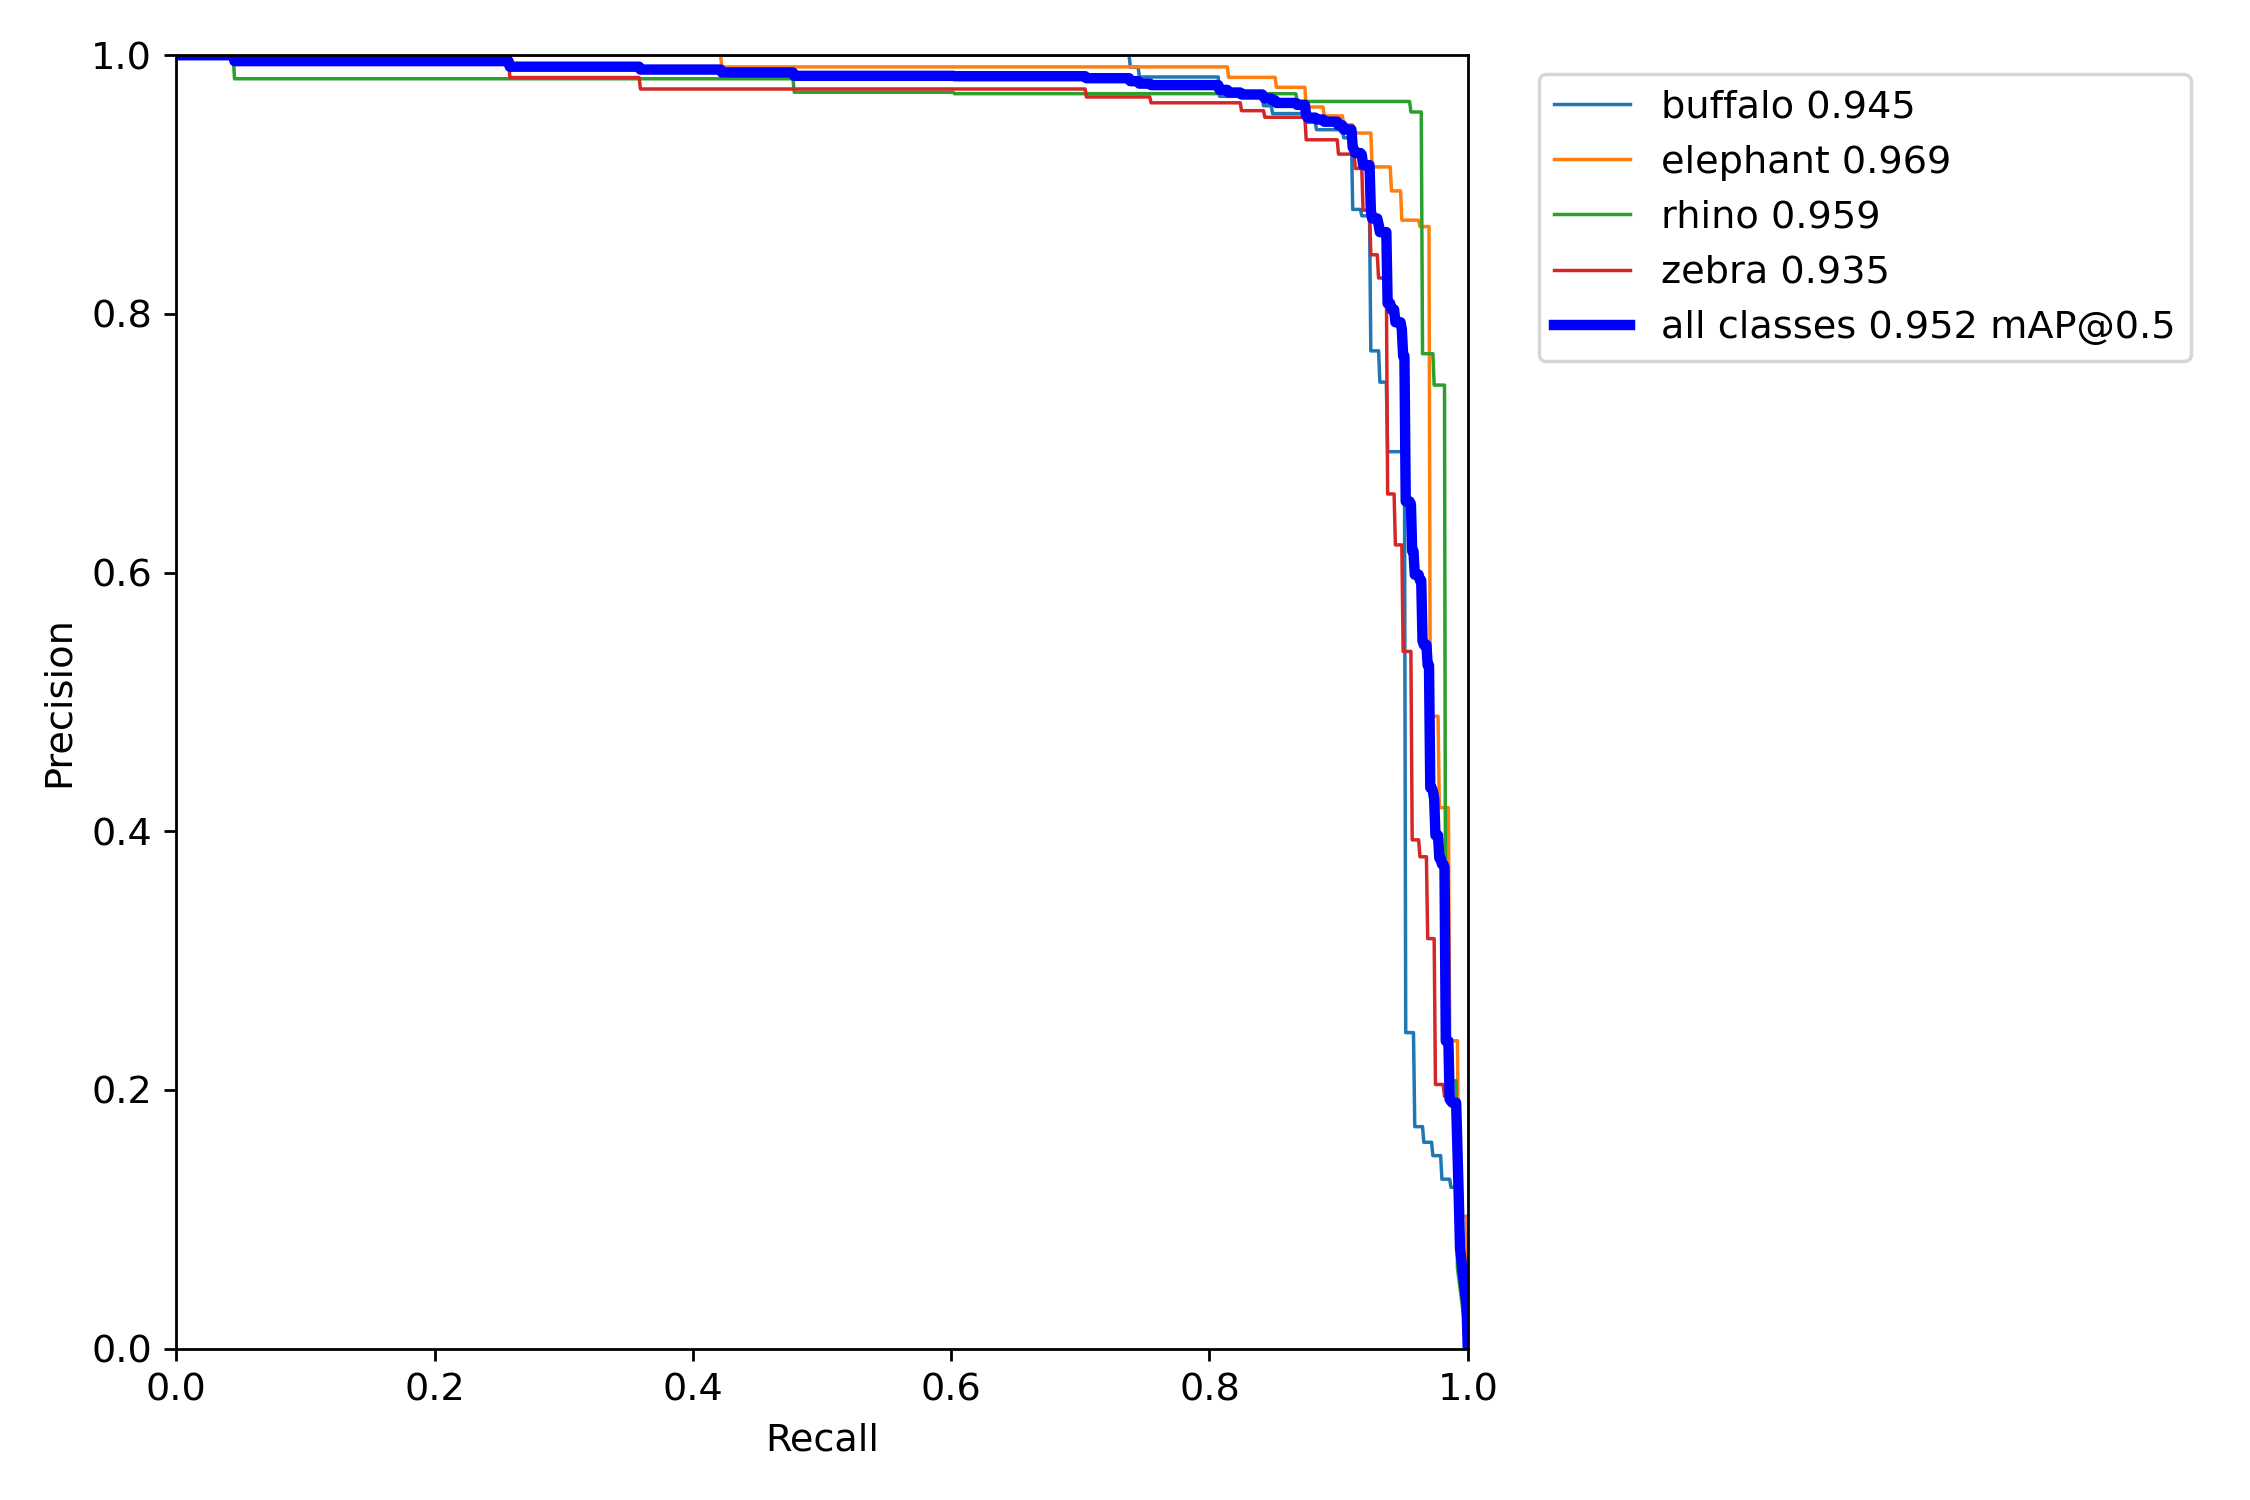 1.0
0.8
0.6
0.4
0.2
0.0
Precision
0.0 0.2 0.4 0.6 0.8 1.0
Recall
buffalo 0.945
elephant 0.969
rhino 0.959
zebra 0.935
all classes 0.952 mAP@0.5